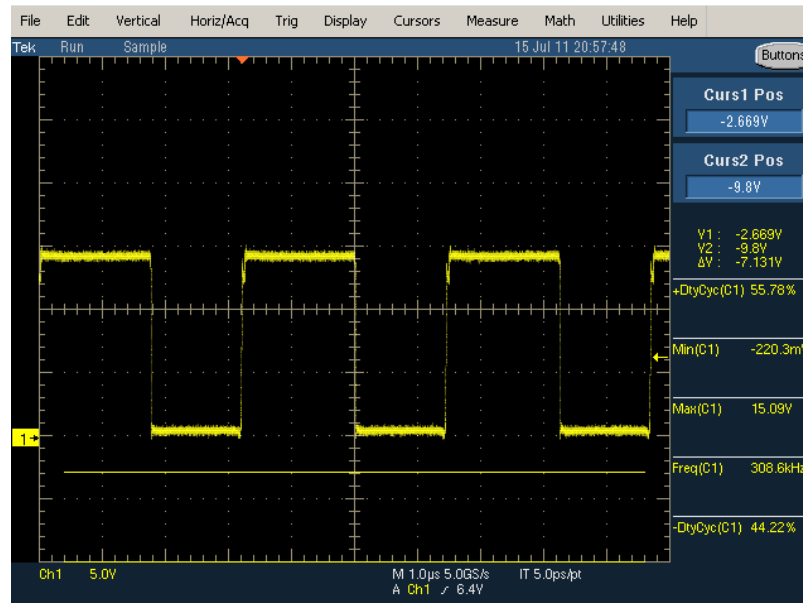 File Edit Vertical Horiz/Acq Trig Display Cursors Measure Math Utilities Help
Tek Run Sample 15 Jul 11 20:57:48
Buttons
Curs1 Pos
-2.669V
Curs2 Pos
-9.8V
V1 : -2.669V
V2 : -9.8V
ΔV : -7.131V
+DtyCyc(C1) 55.78%
Min(C1) -220.3m
Max(C1) 15.09V
1
Freq(C1) 308.6kHz
-DtyCyc(C1) 44.22%
Ch1 5.0V M 1.0µs 5.0GS/s IT 5.0ps/pt
A Ch1 ⁄ 6.4V